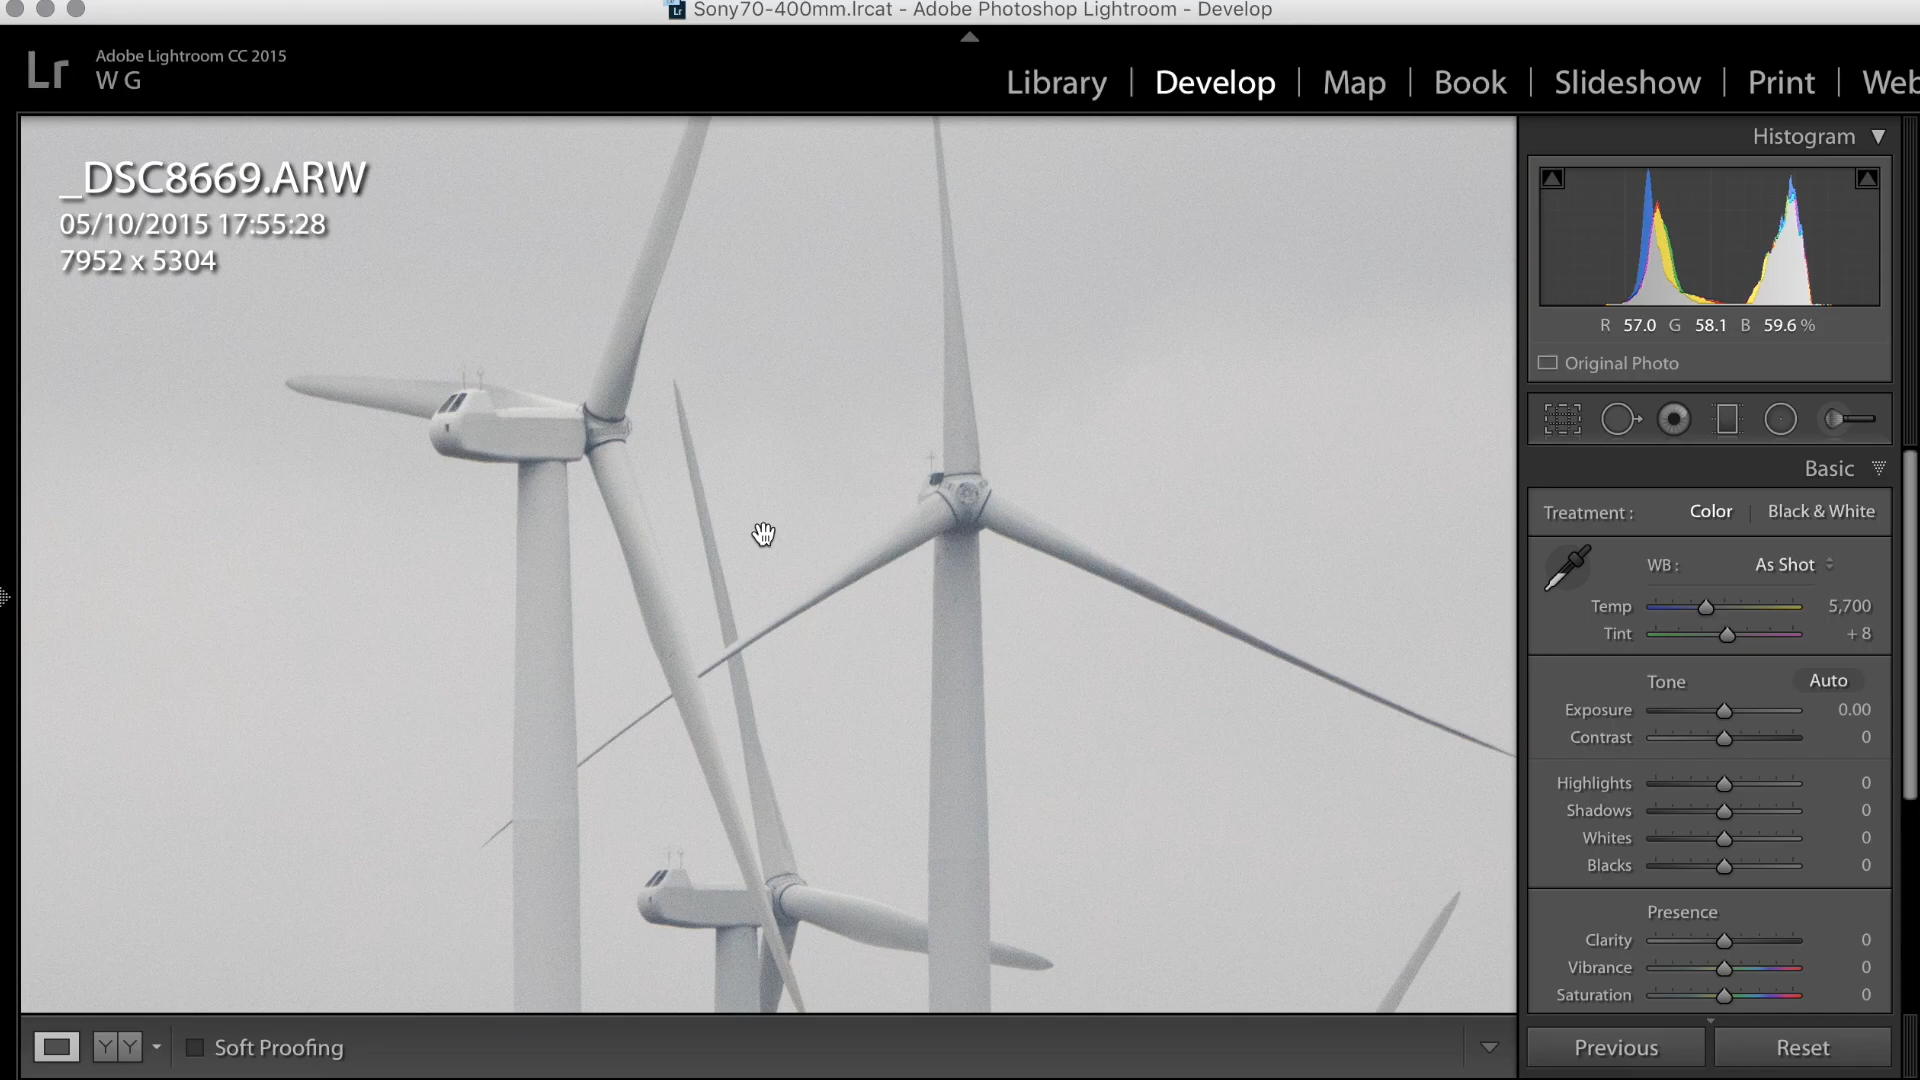 Sony70-400mm.lrcat - Adobe Photoshop Lightroom - Develop
Lr
Adobe Lightroom CC 2015
W G
Library | Develop | Map | Book | Slideshow | Print | Web
_DSC8669.ARW
05/10/2015 17:55:28
7952 x 5304
Histogram
R 57.0 G 58.1 B 59.6 %
Original Photo
Basic
Treatment : Color | Black & White
WB : As Shot
Temp 5,700
Tint + 8
Tone Auto
Exposure 0.00
Contrast 0
Highlights 0
Shadows 0
Whites 0
Blacks 0
Presence
Clarity 0
Vibrance 0
Saturation 0
Y Y
Soft Proofing
Previous
Reset